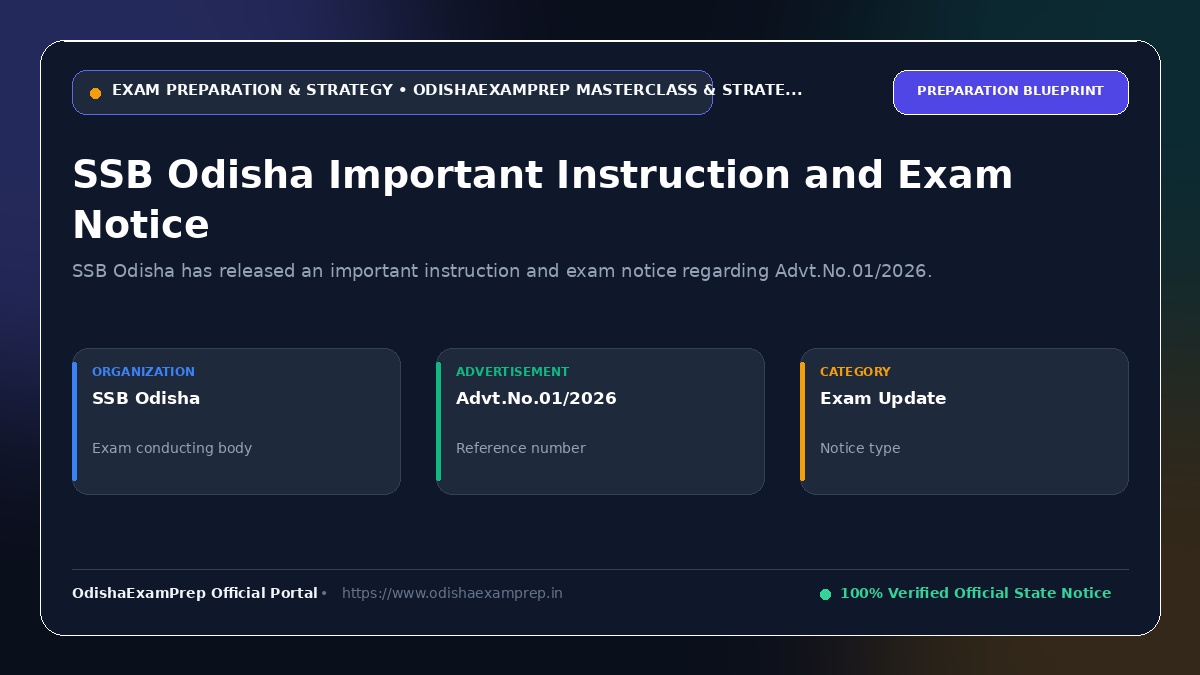 EXAM PREPARATION & STRATEGY • ODISHAEXAMPREP MASTERCLASS & STRATE...
PREPARATION BLUEPRINT
SSB Odisha Important Instruction and Exam
Notice
SSB Odisha has released an important instruction and exam notice regarding Advt.No.01/2026.
ORGANIZATION
SSB Odisha
Exam conducting body
ADVERTISEMENT
Advt.No.01/2026
Reference number
CATEGORY
Exam Update
Notice type
OdishaExamPrep Official Portal • https://www.odishaexamprep.in
100% Verified Official State Notice